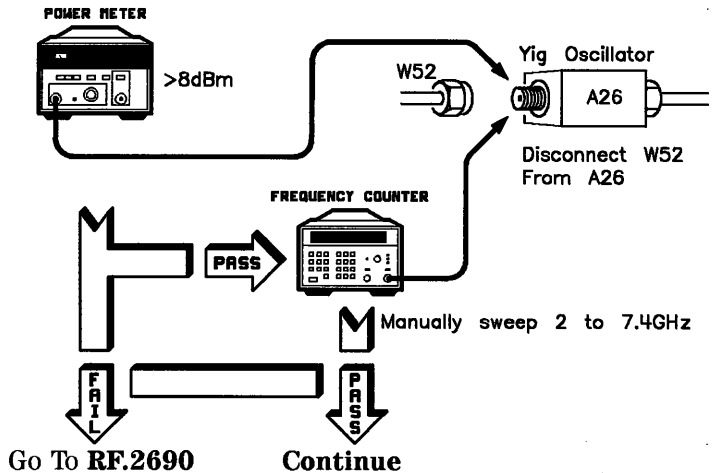 POWER METER
>8dBm
W52
Yig Oscillator
A26
Disconnect W52
From A26
FREQUENCY COUNTER
PASS
Manually sweep 2 to 7.4GHz
FAIL
PASS
Go To RF.2690
Continue